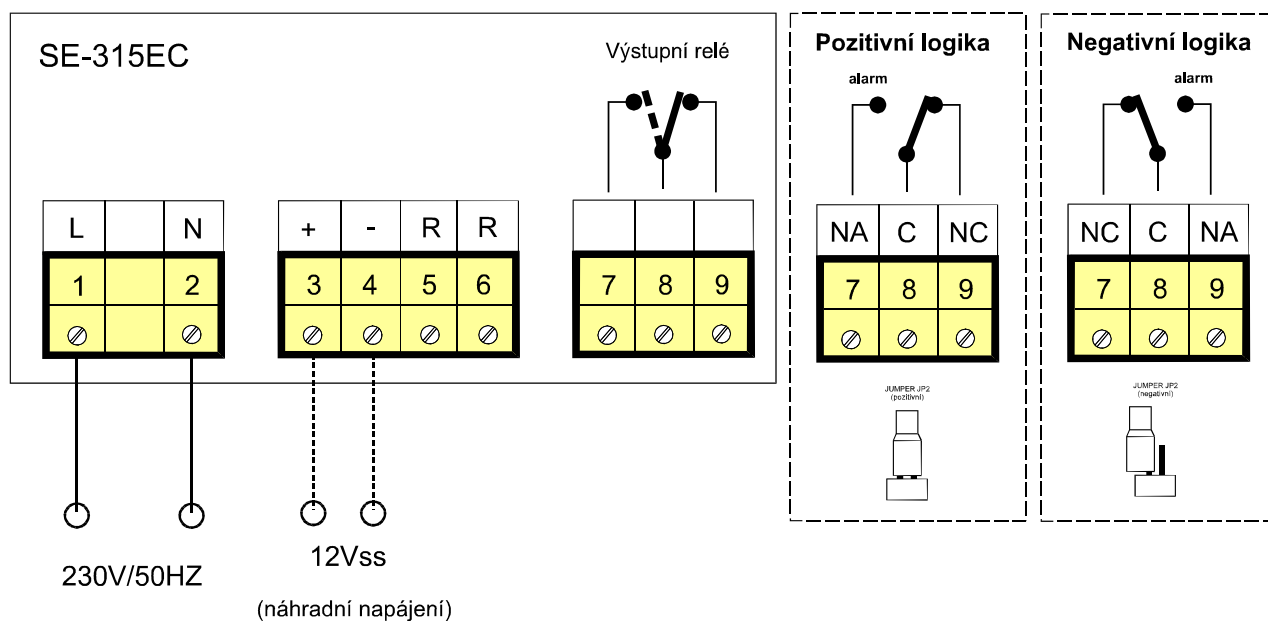 SE-315EC
Výstupní relé
L N
+ - R R
1 2
3 4 5 6
7 8 9
230V/50HZ
12Vss
(náhradní napájení)
Pozitivní logika
alarm
NA C NC
7 8 9
JUMPER JP2
(pozitivní)
Negativní logika
alarm
NC C NA
7 8 9
JUMPER JP2
(negativní)